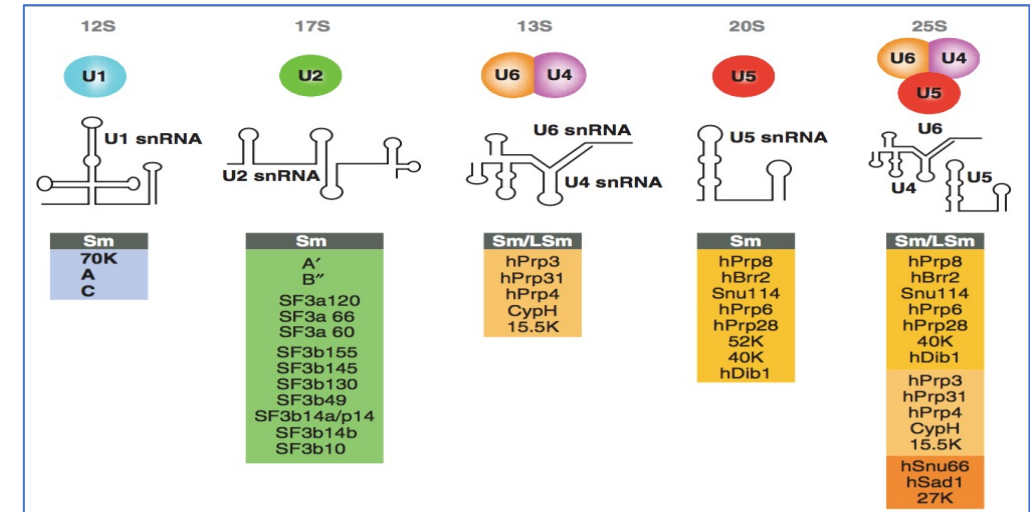 12S
17S
13S
20S
25S
U1
U2
U6
U4
U5
U6
U4
U5
U1 snRNA
U2 snRNA
U6 snRNA
U4 snRNA
U5 snRNA
U6
U4
U5
Sm
70K
A
C
Sm
A′
B″
SF3a120
SF3a 66
SF3a 60
SF3b155
SF3b145
SF3b130
SF3b49
SF3b14a/p14
SF3b14b
SF3b10
Sm/LSm
hPrp3
hPrp31
hPrp4
CypH
15.5K
Sm
hPrp8
hBrr2
Snu114
hPrp6
hPrp28
52K
40K
hDib1
Sm/LSm
hPrp8
hBrr2
Snu114
hPrp6
hPrp28
40K
hDib1
hPrp3
hPrp31
hPrp4
CypH
15.5K
hSnu66
hSad1
27K